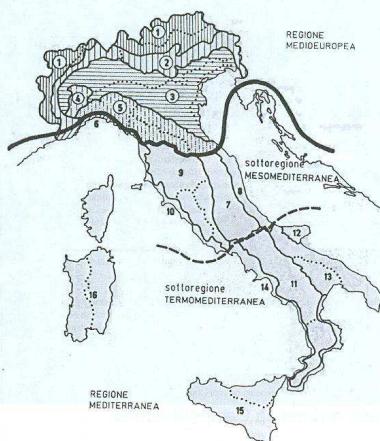 REGIONE
MEDIOEUROPEA
1
1
2
3
4
5
6
sottoregione
MESOMEDITERRANEA
9
8
7
10
12
13
sottoregione
TERMOMEDITERRANEA
14
11
16
REGIONE
MEDITERRANEA
15